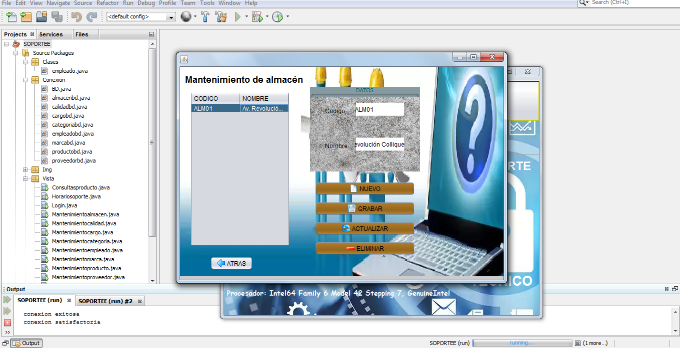 File Edit View Navigate Source Refactor Run Debug Profile Team Tools Window Help
Search (Ctrl+I)
<default config>
Projects Services Files
SOPORTEE
Source Packages
Clases
empleado.java
Conexion
BD.java
almacenbd.java
calidadbd.java
cargobd.java
categoriabd.java
empleadobd.java
marcabd.java
productobd.java
proveedorbd.java
Img
Vista
Consultasproducto.java
Horariosoporte.java
Login.java
Mantenimientoalmacen.java
Mantenimientocalidad.java
Mantenimientocargo.java
Mantenimientocategoria.java
Mantenimientoempleado.java
Mantenimientomarca.java
Mantenimientoproducto.java
Mantenimientoproveedor.java
Mantenimiento de almacén
CODIGO NOMBRE
ALM01 Av. Revolució...
DATOS
Codigo ALM01
Nombre evolución Collique
NUEVO
GRABAR
ACTUALIZAR
ELIMINAR
ATRAS
RTE
TECNICO
Procesador: Intel64 Family 6 Model 42 Stepping 7, GenuineIntel
Output
SOPORTEE (run) SOPORTEE (run) #2
conexion exitosa
conexion satisfactoria
Output
SOPORTEE (run) running... (1 more...)